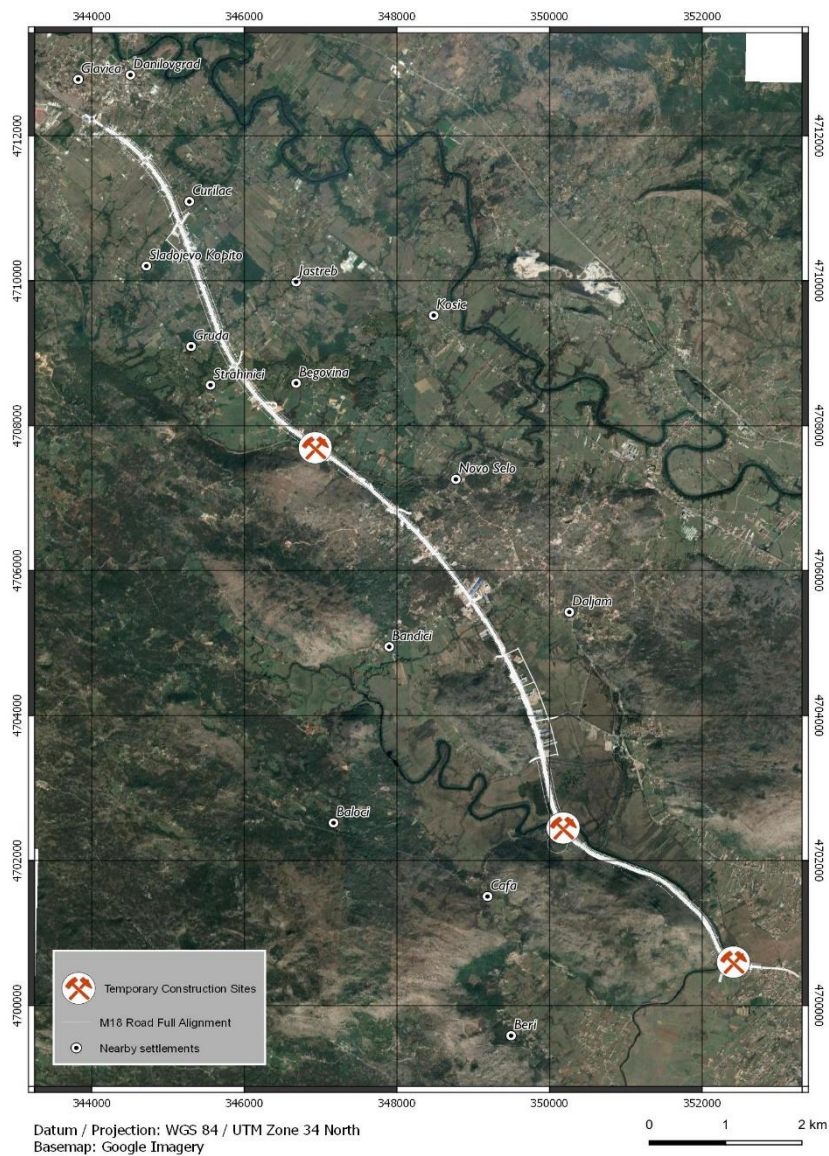 344000 346000 348000 350000 352000
Glavica
Danilovgrad
4712000 4712000
Curilac
Sladojevo Kopito
Jastreb
4710000 4710000
Kosic
Gruda
Strahinici
Begovina
4708000 4708000
Novo Selo
4706000 4706000
Daljam
Bandici
4704000 4704000
Baloci
4702000 4702000
Cafa
Temporary Construction Sites
M18 Road Full Alignment
Nearby settlements
4700000 4700000
Beri
344000 346000 348000 350000 352000
Datum / Projection: WGS 84 / UTM Zone 34 North
Basemap: Google Imagery
0 1 2 km